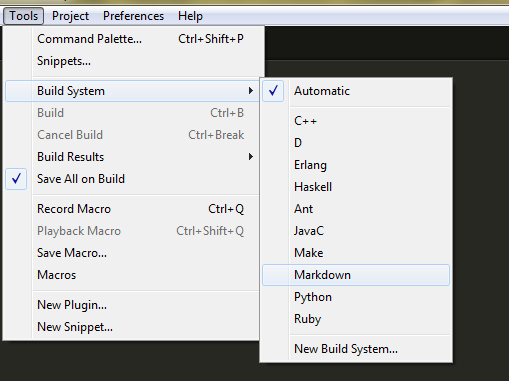 Tools Project Preferences Help
Command Palette... Ctrl+Shift+P
Snippets...
Build System
Build Ctrl+B
Cancel Build Ctrl+Break
Build Results
Save All on Build
Record Macro Ctrl+Q
Playback Macro Ctrl+Shift+Q
Save Macro...
Macros
New Plugin...
New Snippet...
Automatic
C++
D
Erlang
Haskell
Ant
JavaC
Make
Markdown
Python
Ruby
New Build System...